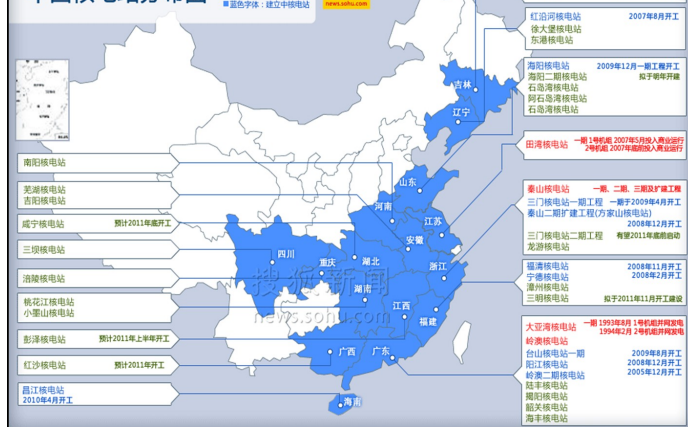 ■蓝色字体：建立中核电站
news.sohu.com
红沿河核电站 2007年8月开工
徐大堡核电站
东港核电站
海阳核电站 2009年12月一期工程开工
海阳二期核电站 拟于明年开建
石岛湾核电站
阿石岛湾核电站
石岛湾核电站
田湾核电站 一期 1号机组 2007年5月投入商业运行
2号机组 2007年底前投入商业运行
秦山核电站 一期、二期、三期及扩建工程
三门核电站一期工程 一期于2009年4月开工
秦山二期扩建工程(方家山核电站)
2008年12月开工
三门核电站二期工程 有望2011年底前启动
龙游核电站
福清核电站 2008年11月开工
宁德核电站 2008年2月开工
漳州核电站
三明核电站 拟于2011年11月开工建设
大亚湾核电站 一期 1993年8月 1号机组并网发电
1994年2月 2号机组并网发电
岭澳核电站
台山核电站一期 2009年8月开工
阳江核电站 2008年12月开工
岭澳二期核电站 2005年12月开工
陆丰核电站
揭阳核电站
韶关核电站
海丰核电站
南阳核电站
芜湖核电站
吉阳核电站
咸宁核电站 预计2011年底开工
三坝核电站
涪陵核电站
桃花江核电站
小墨山核电站
彭泽核电站 预计2011年上半年开工
红沙核电站 预计2011年开工
昌江核电站
2010年4月开工
吉林
辽宁
山东
河南
江苏
安徽
四川
重庆
湖北
浙江
湖南
江西
福建
广西
广东
海南
搜狐新闻
news.sohu.com